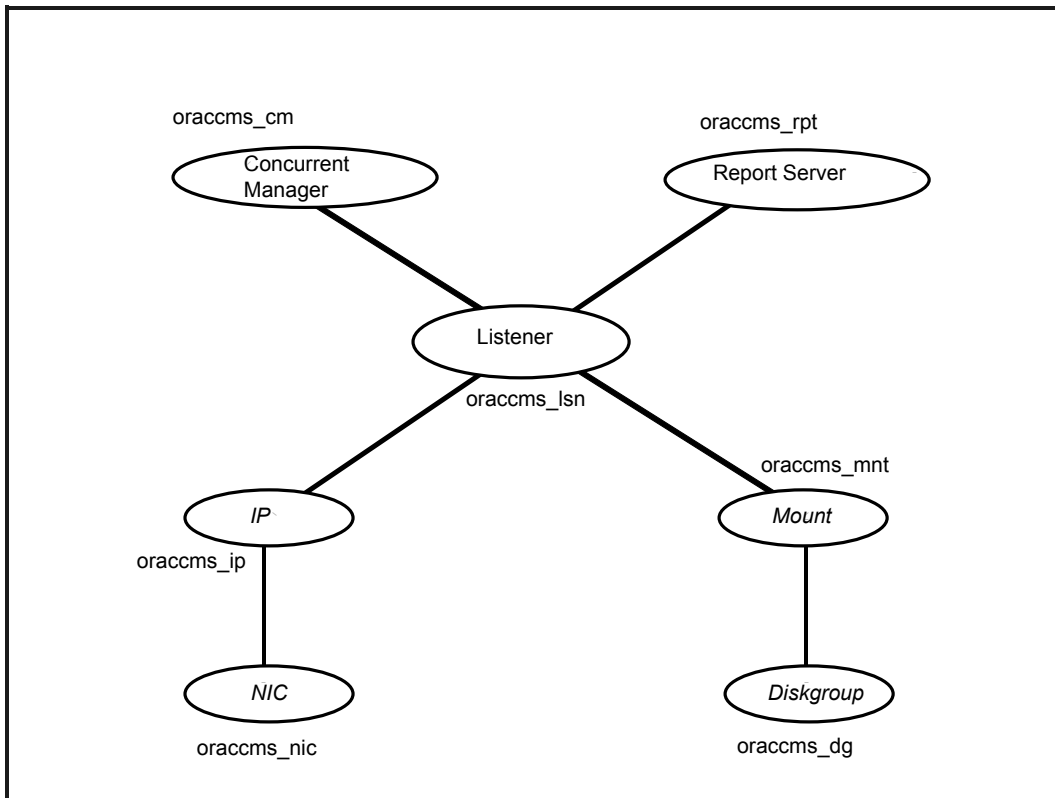 oraccms_cm
Concurrent
Manager
oraccms_rpt
Report Server
Listener
oraccms_lsn
IP
oraccms_ip
oraccms_mnt
Mount
NIC
oraccms_nic
Diskgroup
oraccms_dg